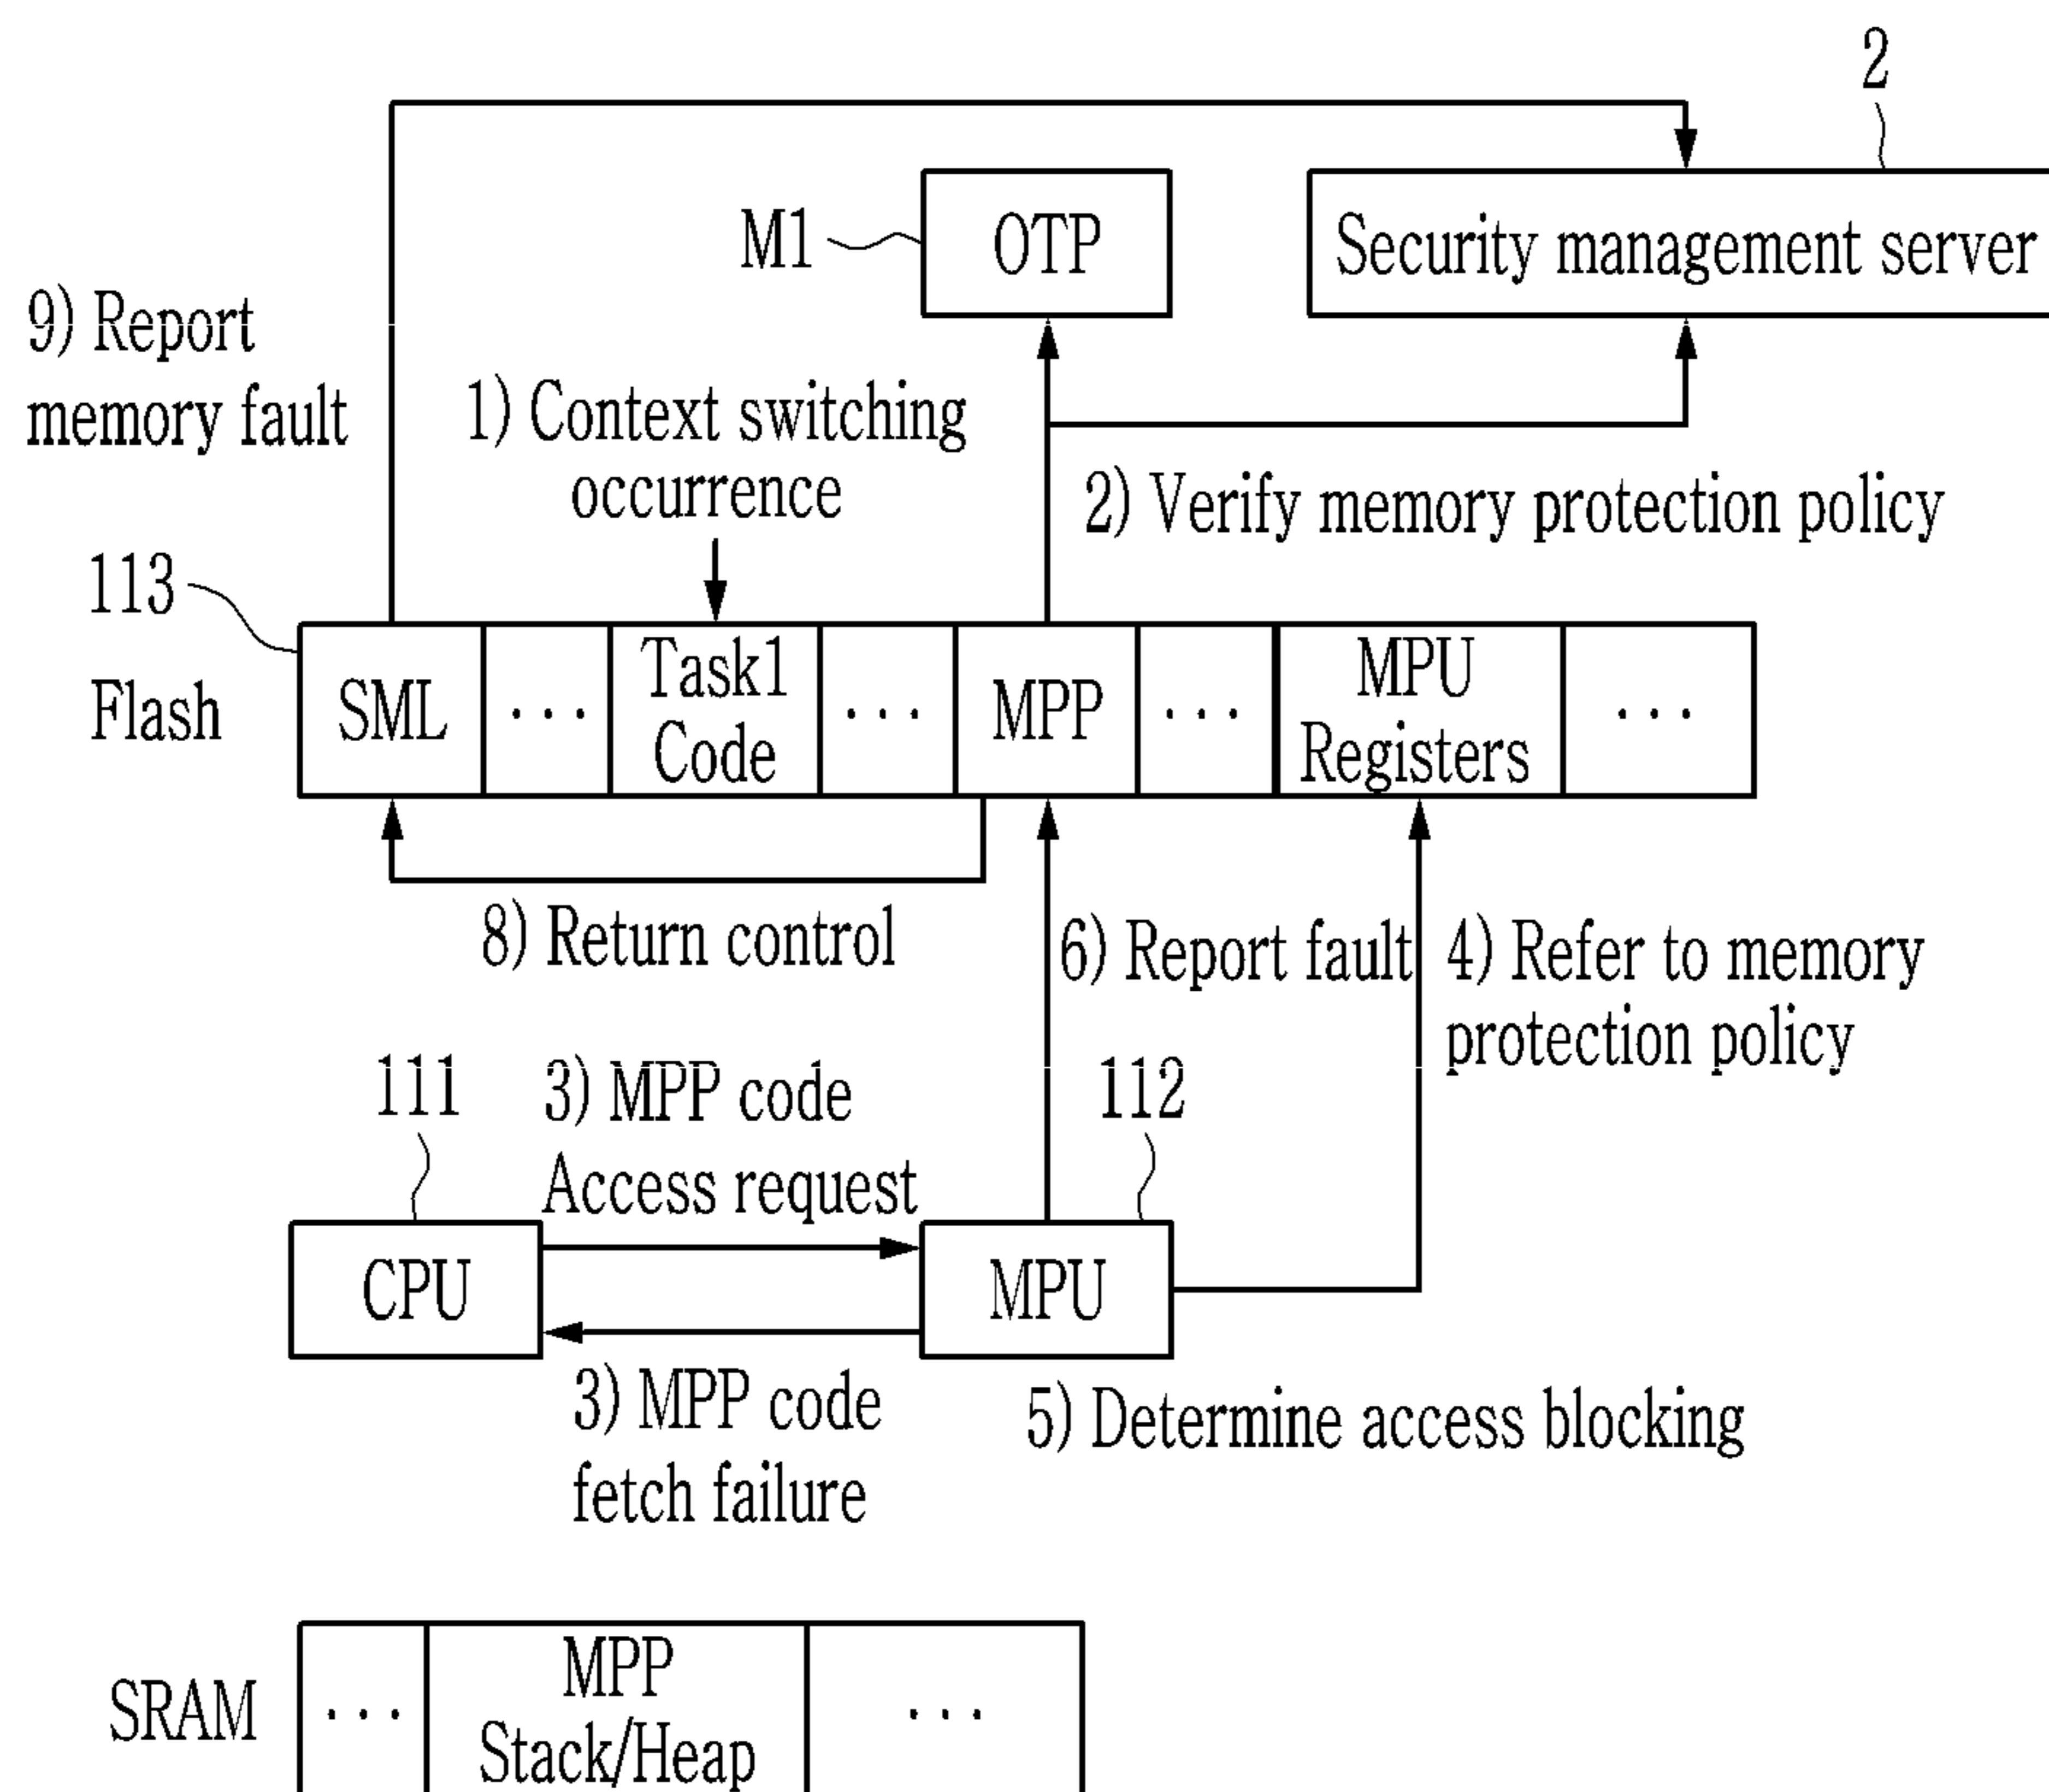 2
M1
OTP
Security management server
9) Report
memory fault
1) Context switching
occurrence
2) Verify memory protection policy
113
Flash
SML
...
Task1
Code
...
MPP
...
MPU
Registers
...
8) Return control
6) Report fault
4) Refer to memory
protection policy
111
3) MPP code
Access request
112
CPU
MPU
3) MPP code
fetch failure
5) Determine access blocking
SRAM
...
MPP
Stack/Heap
...